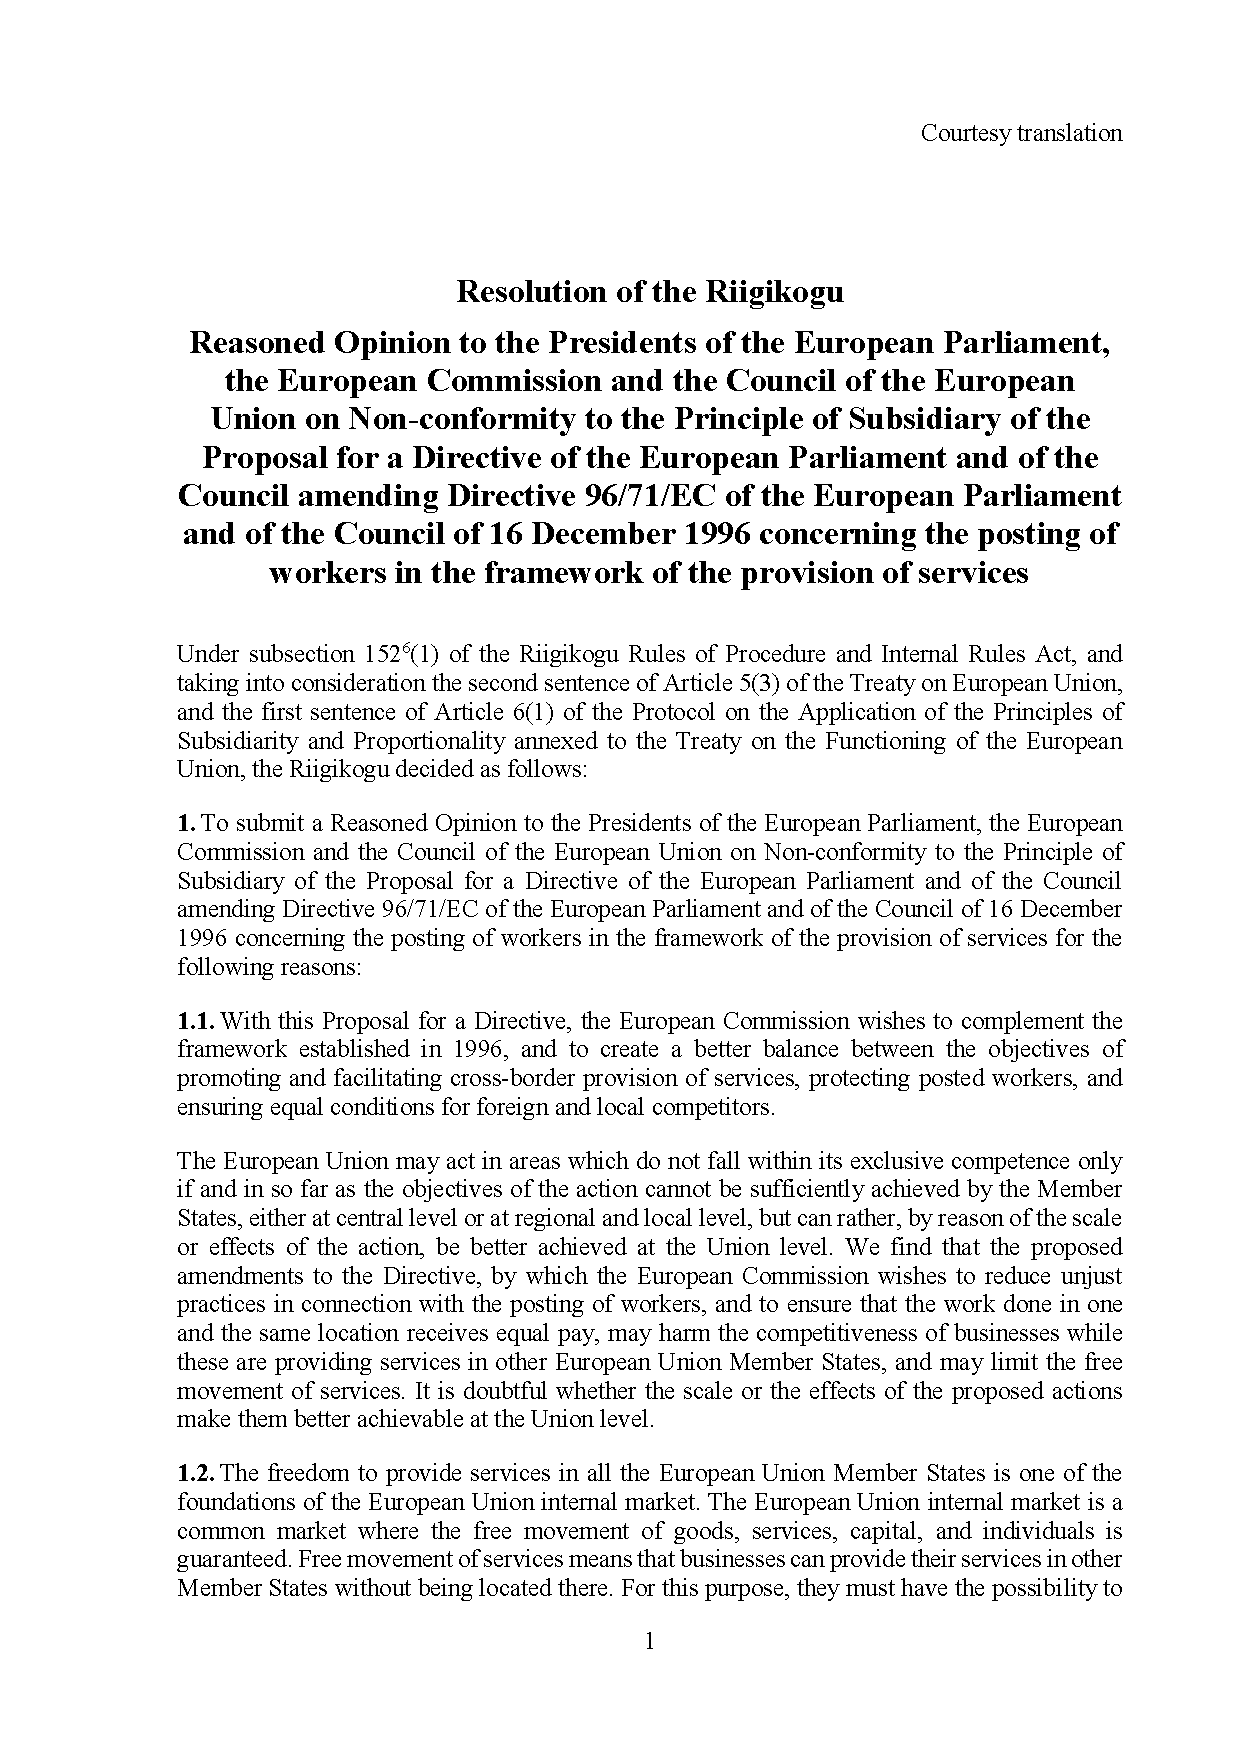 Courtesy translation
Resolution of the Riigikogu
Reasoned Opinion to the Presidents of the European Parliament,
the European Commission and the Council of the European
Union on Non-conformity to the Principle of Subsidiary of the
Proposal for a Directive of the European Parliament and of the
Council amending Directive 96/71/EC of the European Parliament
and of the Council of 16 December 1996 concerning the posting of
workers in the framework of the provision of services
Under subsection 152⁶(1) of the Riigikogu Rules of Procedure and Internal Rules Act, and
taking into consideration the second sentence of Article 5(3) of the Treaty on European Union,
and the first sentence of Article 6(1) of the Protocol on the Application of the Principles of
Subsidiarity and Proportionality annexed to the Treaty on the Functioning of the European
Union, the Riigikogu decided as follows:
1. To submit a Reasoned Opinion to the Presidents of the European Parliament, the European
Commission and the Council of the European Union on Non-conformity to the Principle of
Subsidiary of the Proposal for a Directive of the European Parliament and of the Council
amending Directive 96/71/EC of the European Parliament and of the Council of 16 December
1996 concerning the posting of workers in the framework of the provision of services for the
following reasons:
1.1. With this Proposal for a Directive, the European Commission wishes to complement the
framework established in 1996, and to create a better balance between the objectives of
promoting and facilitating cross-border provision of services, protecting posted workers, and
ensuring equal conditions for foreign and local competitors.
The European Union may act in areas which do not fall within its exclusive competence only
if and in so far as the objectives of the action cannot be sufficiently achieved by the Member
States, either at central level or at regional and local level, but can rather, by reason of the scale
or effects of the action, be better achieved at the Union level. We find that the proposed
amendments to the Directive, by which the European Commission wishes to reduce unjust
practices in connection with the posting of workers, and to ensure that the work done in one
and the same location receives equal pay, may harm the competitiveness of businesses while
these are providing services in other European Union Member States, and may limit the free
movement of services. It is doubtful whether the scale or the effects of the proposed actions
make them better achievable at the Union level.
1.2. The freedom to provide services in all the European Union Member States is one of the
foundations of the European Union internal market. The European Union internal market is a
common market where the free movement of goods, services, capital, and individuals is
guaranteed. Free movement of services means that businesses can provide their services in other
Member States without being located there. For this purpose, they must have the possibility to
1